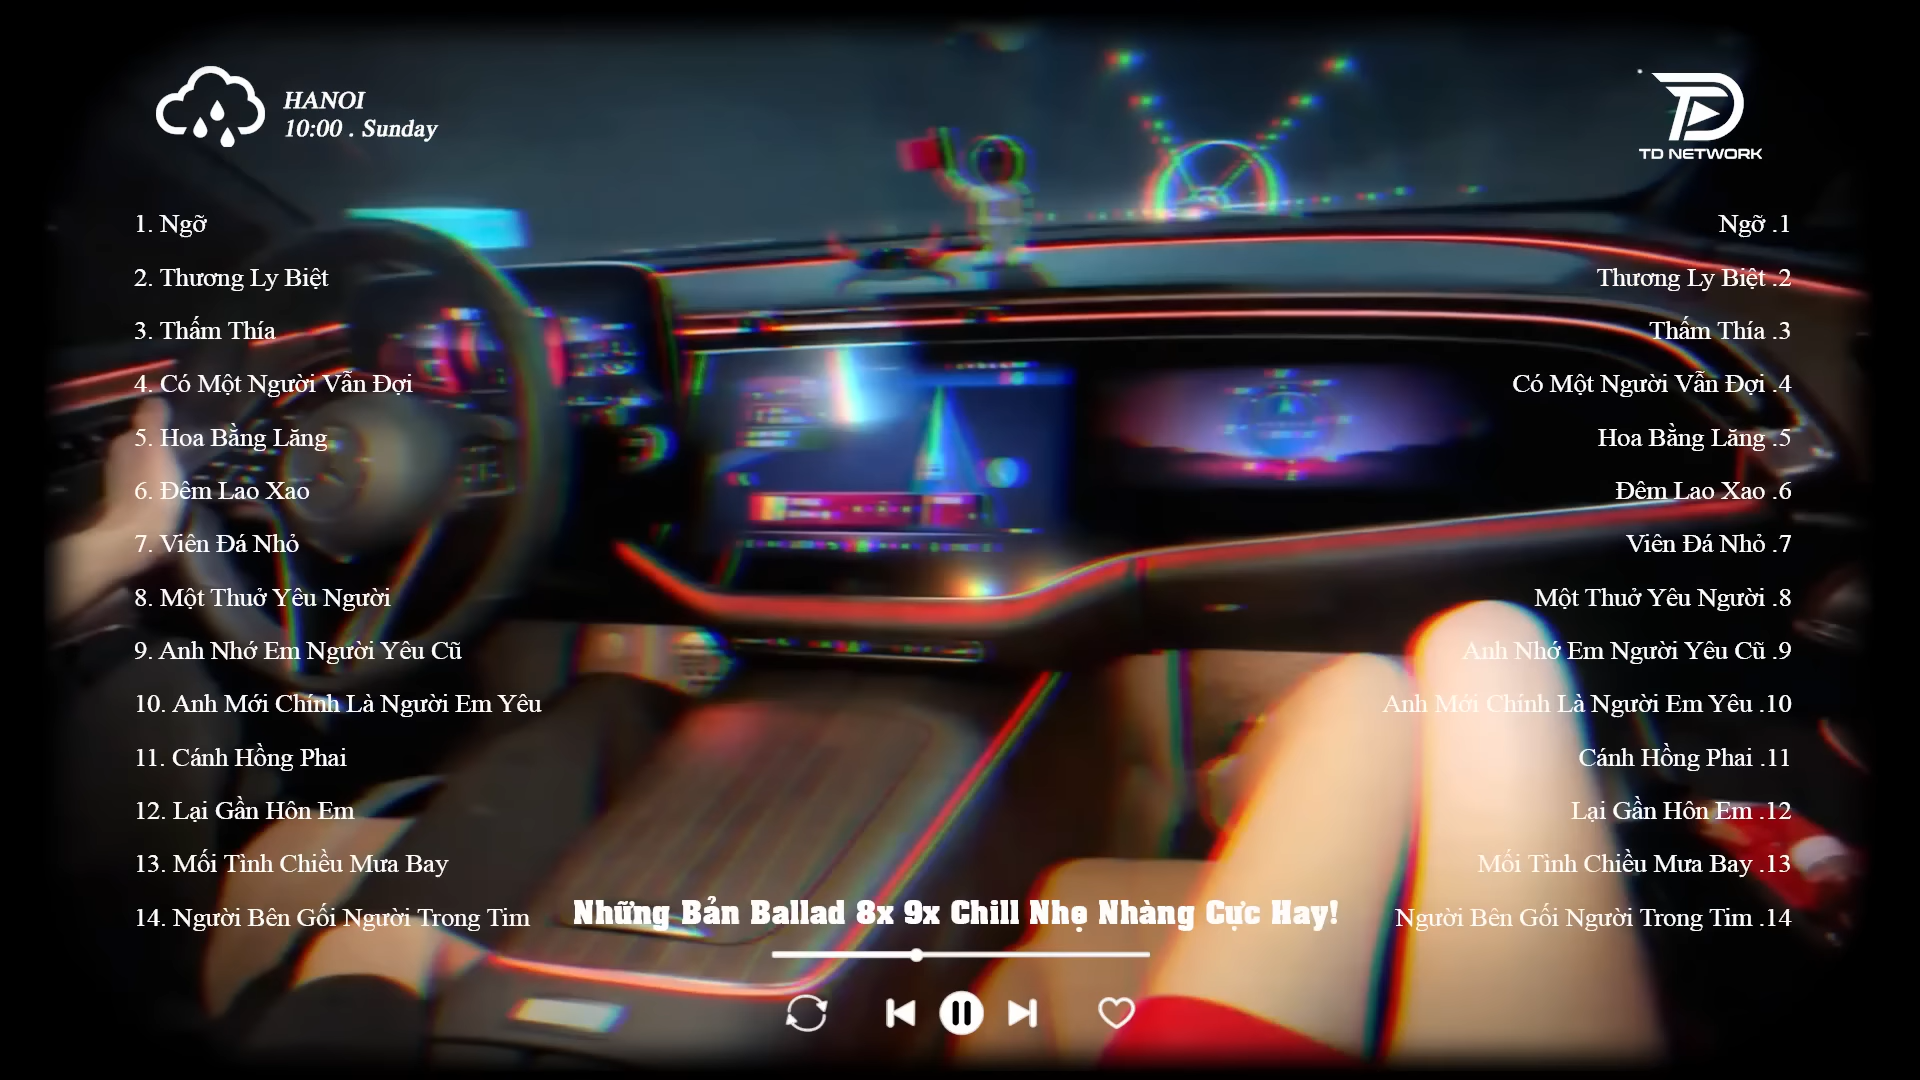 HANOI
10:00 . Sunday
TD NETWORK
1. Ngỡ
2. Thương Ly Biệt
3. Thấm Thía
4. Có Một Người Vẫn Đợi
5. Hoa Bằng Lăng
6. Đêm Lao Xao
7. Viên Đá Nhỏ
8. Một Thuở Yêu Người
9. Anh Nhớ Em Người Yêu Cũ
10. Anh Mới Chính Là Người Em Yêu
11. Cánh Hồng Phai
12. Lại Gần Hôn Em
13. Mối Tình Chiều Mưa Bay
14. Người Bên Gối Người Trong Tim
Ngỡ .1
Thương Ly Biệt .2
Thấm Thía .3
Có Một Người Vẫn Đợi .4
Hoa Bằng Lăng .5
Đêm Lao Xao .6
Viên Đá Nhỏ .7
Một Thuở Yêu Người .8
Anh Nhớ Em Người Yêu Cũ .9
Anh Mới Chính Là Người Em Yêu .10
Cánh Hồng Phai .11
Lại Gần Hôn Em .12
Mối Tình Chiều Mưa Bay .13
Người Bên Gối Người Trong Tim .14
Những Bản Ballad 8x 9x Chill Nhẹ Nhàng Cực Hay!